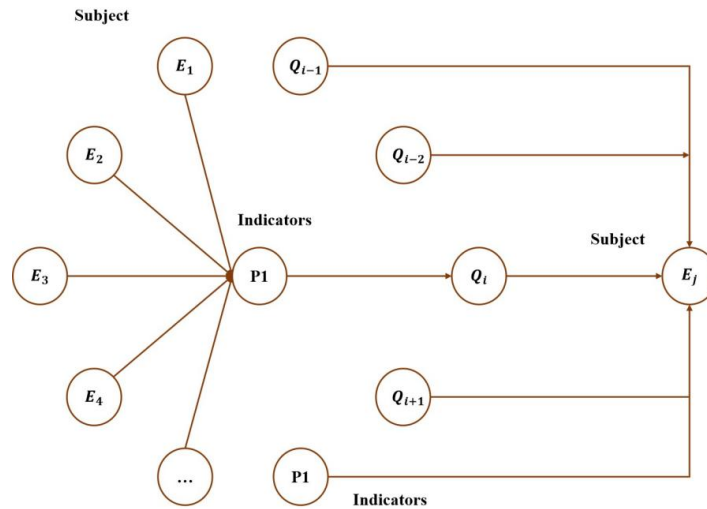 Subject
E₁
Qᵢ₋₁
E₂
Qᵢ₋₂
Indicators
Subject
E₃
P1
Qᵢ
Eⱼ
E₄
Qᵢ₊₁
...
P1
Indicators